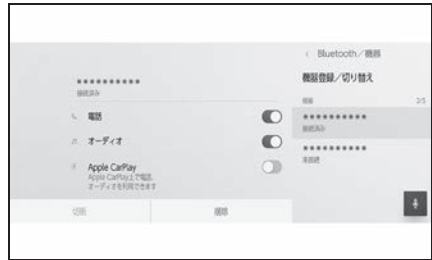 Bluetooth／機器
機器登録／切り替え
機器 2/5
**********
接続済み
**********
未接続
**********
接続済み
電話
オーディオ
Apple CarPlay
Apple CarPlay上で電話、
オーディオを利用できます
切断
削除